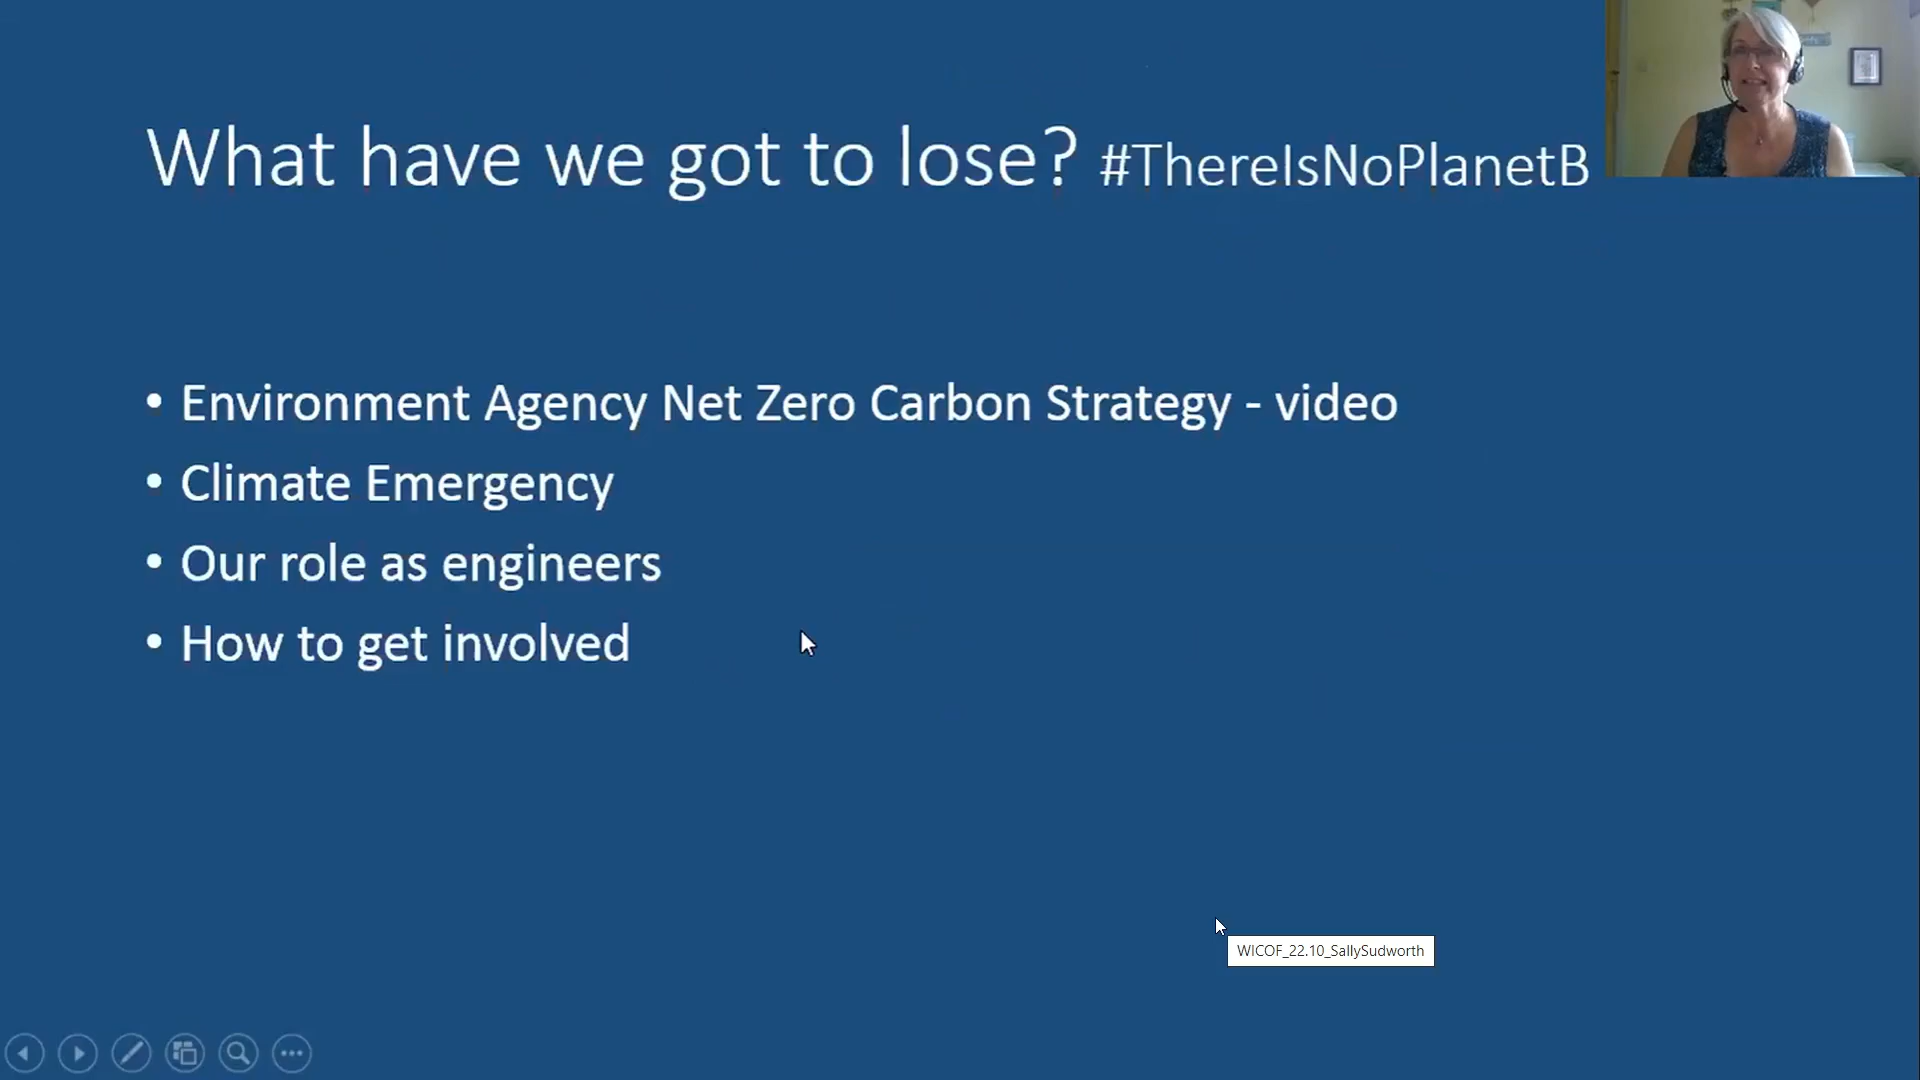 What have we got to lose? #ThereIsNoPlanetB
• Environment Agency Net Zero Carbon Strategy - video
• Climate Emergency
• Our role as engineers
• How to get involved
WICOF_22.10_SallySudworth